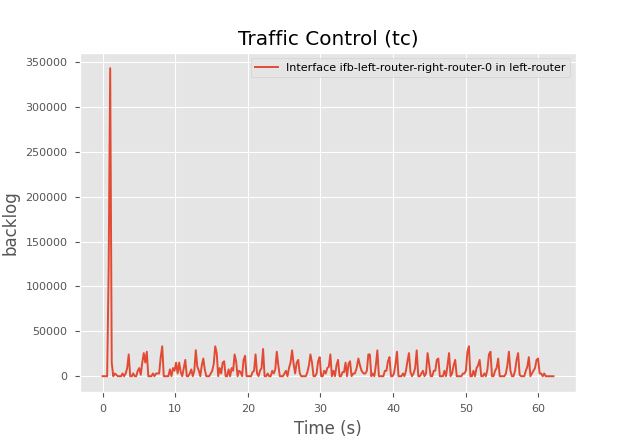 Traffic Control (tc)
Interface ifb-left-router-right-router-0 in left-router
350000
300000
250000
200000
150000
100000
50000
0
backlog
0 10 20 30 40 50 60
Time (s)